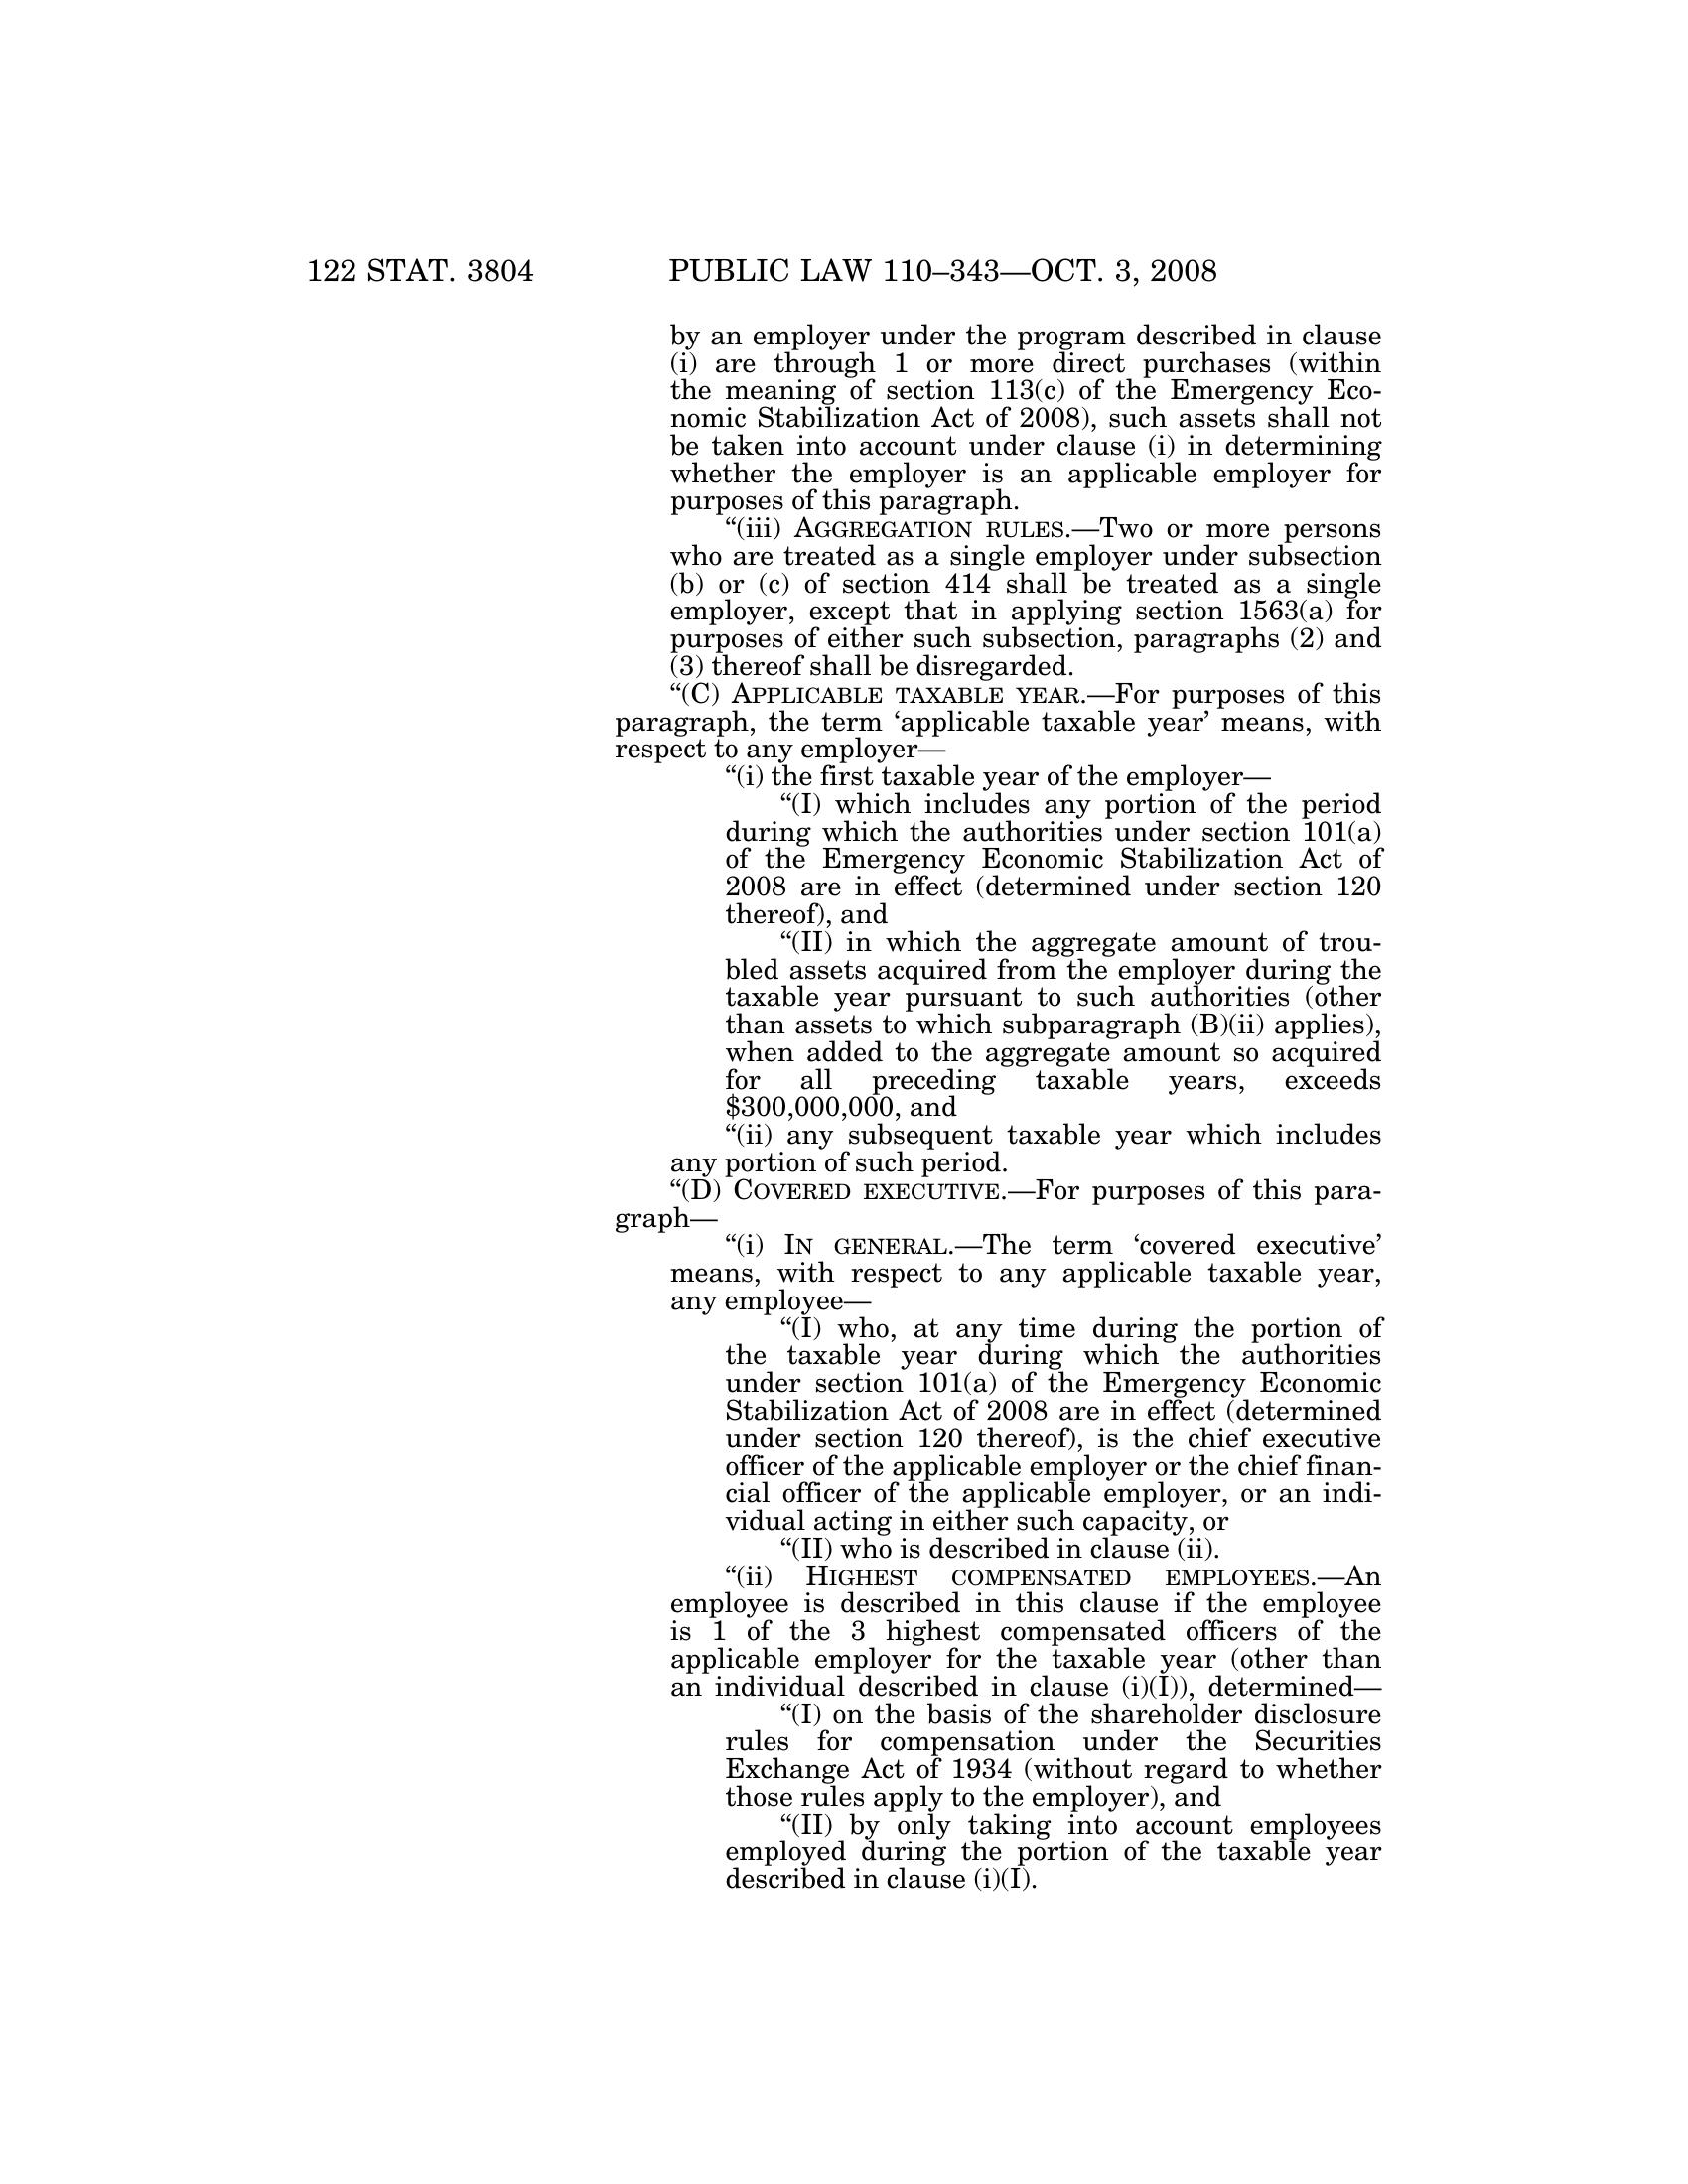 122 STAT. 3804 PUBLIC LAW 110–343—OCT. 3, 2008
by an employer under the program described in clause
(i) are through 1 or more direct purchases (within
the meaning of section 113(c) of the Emergency Eco-
nomic Stabilization Act of 2008), such assets shall not
be taken into account under clause (i) in determining
whether the employer is an applicable employer for
purposes of this paragraph.
“(iii) AGGREGATION RULES.—Two or more persons
who are treated as a single employer under subsection
(b) or (c) of section 414 shall be treated as a single
employer, except that in applying section 1563(a) for
purposes of either such subsection, paragraphs (2) and
(3) thereof shall be disregarded.
“(C) APPLICABLE TAXABLE YEAR.—For purposes of this
paragraph, the term ‘applicable taxable year’ means, with
respect to any employer—
“(i) the first taxable year of the employer—
“(I) which includes any portion of the period
during which the authorities under section 101(a)
of the Emergency Economic Stabilization Act of
2008 are in effect (determined under section 120
thereof), and
“(II) in which the aggregate amount of trou-
bled assets acquired from the employer during the
taxable year pursuant to such authorities (other
than assets to which subparagraph (B)(ii) applies),
when added to the aggregate amount so acquired
for all preceding taxable years, exceeds
$300,000,000, and
“(ii) any subsequent taxable year which includes
any portion of such period.
“(D) COVERED EXECUTIVE.—For purposes of this para-
graph—
“(i) IN GENERAL.—The term ‘covered executive’
means, with respect to any applicable taxable year,
any employee—
“(I) who, at any time during the portion of
the taxable year during which the authorities
under section 101(a) of the Emergency Economic
Stabilization Act of 2008 are in effect (determined
under section 120 thereof), is the chief executive
officer of the applicable employer or the chief finan-
cial officer of the applicable employer, or an indi-
vidual acting in either such capacity, or
“(II) who is described in clause (ii).
“(ii) HIGHEST COMPENSATED EMPLOYEES.—An
employee is described in this clause if the employee
is 1 of the 3 highest compensated officers of the
applicable employer for the taxable year (other than
an individual described in clause (i)(I)), determined—
“(I) on the basis of the shareholder disclosure
rules for compensation under the Securities
Exchange Act of 1934 (without regard to whether
those rules apply to the employer), and
“(II) by only taking into account employees
employed during the portion of the taxable year
described in clause (i)(I).